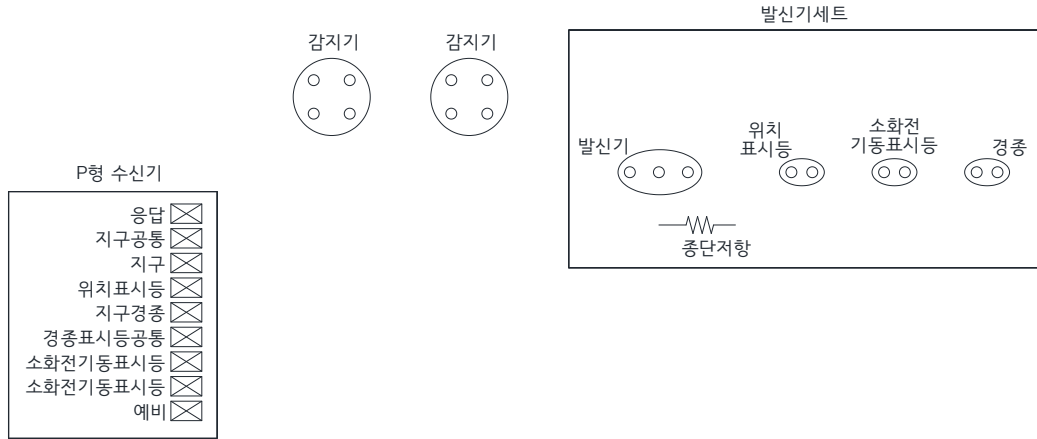 발신기세트
감지기
감지기
발신기
위치
표시등
소화전
기동표시등
경종
종단저항
P형 수신기
응답
지구공통
지구
위치표시등
지구경종
경종표시등공통
소화전기동표시등
소화전기동표시등
예비